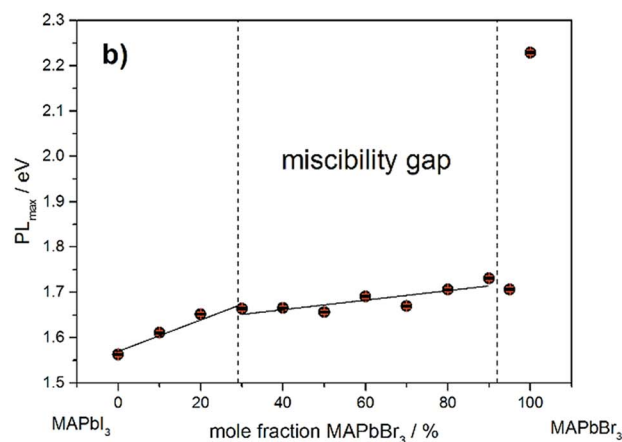 b)
2.3
2.2
2.1
2.0
1.9
1.8
1.7
1.6
1.5
PLmax / eV
miscibility gap
0 20 40 60 80 100
MAPbI3 mole fraction MAPbBr3 / % MAPbBr3